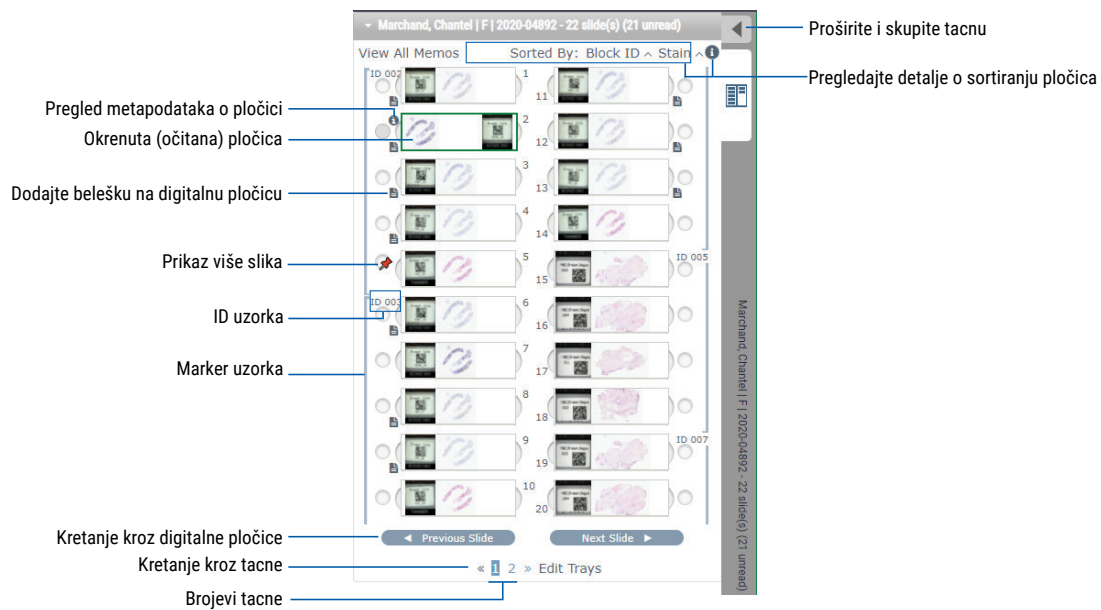 Marchand, Chantel | F | 2020-04892 - 22 slide(s) (21 unread)
Proširite i skupite tacnu
View All Memos
Sorted By: Block ID ^ Stain ^
Pregledajte detalje o sortiranju pločica
ID 002
1
11
Pregled metapodataka o pločici
Okrenuta (očitana) pločica
2
12
Dodajte belešku na digitalnu pločicu
3
13
4
14
Prikaz više slika
5
15
ID 005
ID uzorka
ID 003
6
16
Marker uzorka
7
17
8
18
9
19
ID 007
10
20
Marchand, Chantel | F | 2020-04892 - 22 slide(s) (21 unread)
Kretanje kroz digitalne pločice
◄ Previous Slide
Next Slide ►
Kretanje kroz tacne
« 1 2 » Edit Trays
Brojevi tacne